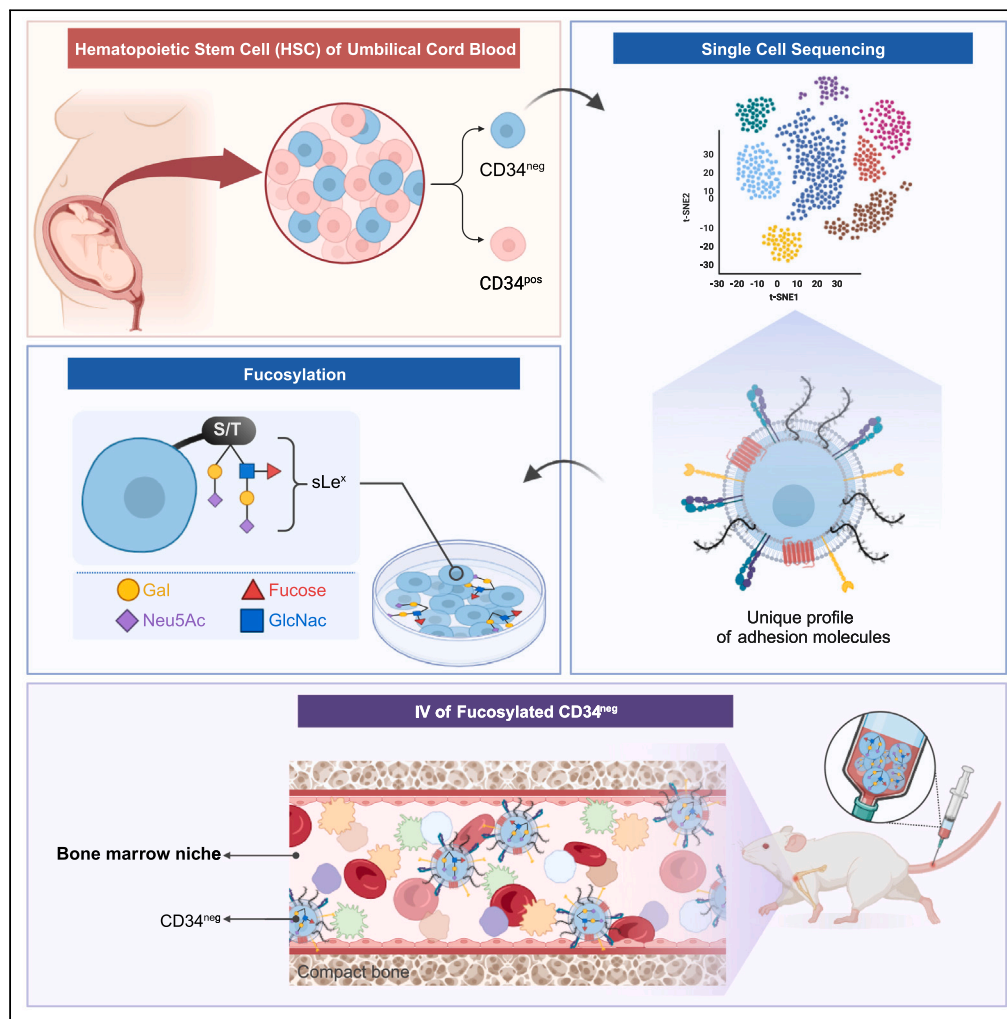 Hematopoietic Stem Cell (HSC) of Umbilical Cord Blood
CD34neg
CD34pos
Single Cell Sequencing
t-SNE2
30
20
10
0
-10
-20
-30
-30 -20 -10 0 10 20 30
t-SNE1
Unique profile
of adhesion molecules
Fucosylation
S/T
sLex
Gal
Fucose
Neu5Ac
GlcNac
IV of Fucosylated CD34neg
Bone marrow niche
CD34neg
Compact bone